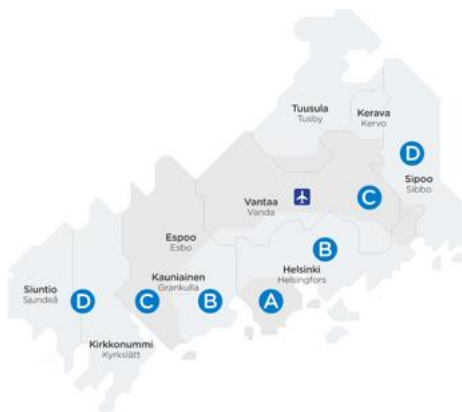 Tuusula
Tusby
Kerava
Kervo
D
Sipoo
Sibbo
Vantaa
Vanda
C
Espoo
Esbo
B
Helsinki
Helsingfors
Kauniainen
Grankulla
Siuntio
Sjundeå
D
C
B
A
Kirkkonummi
Kyrkslätt